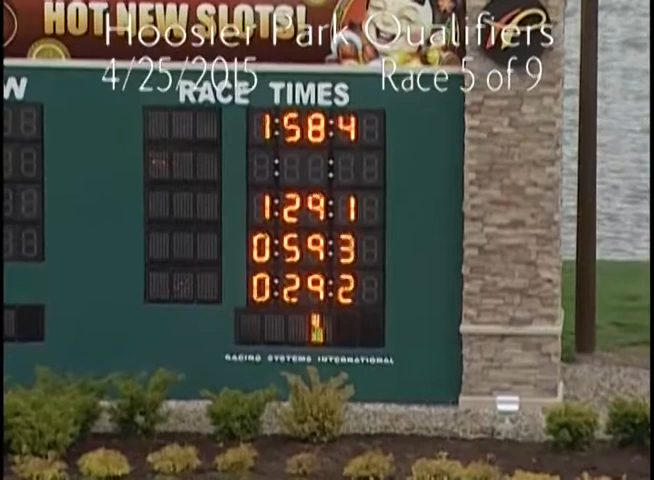 HOT NEW SLOTS!
Hoosier Park Qualifiers
4/25/2015 Race 5 of 9
W RACE TIMES
1:58:4
1:29:1
0:59:3
0:29:2
RACING SYSTEMS INTERNATIONAL